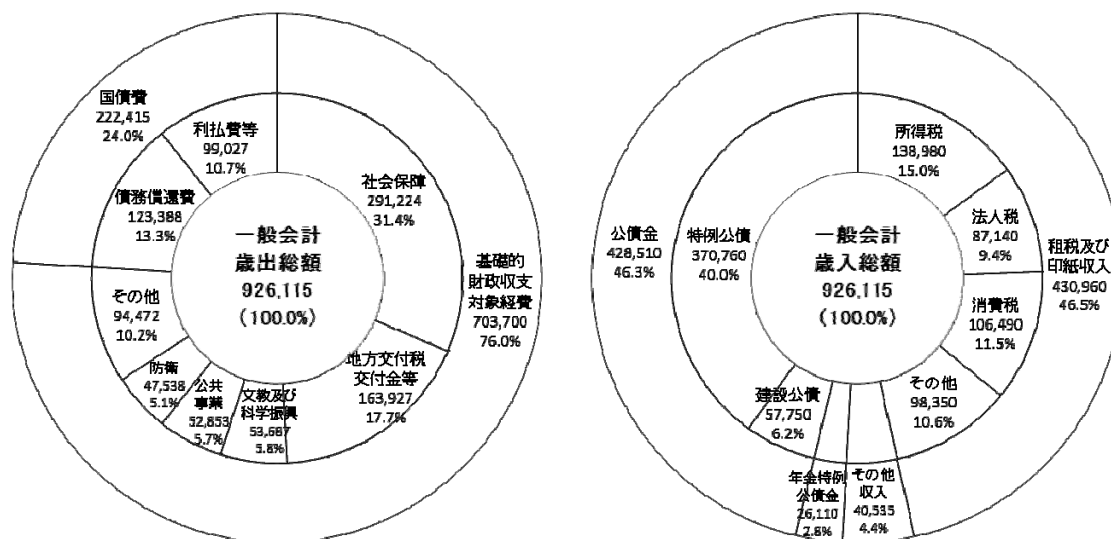 国債費
222,415
24.0%
利払費等
99,027
10.7%
債務償還費
123,388
13.3%
社会保障
291,224
31.4%
一般会計
歳出総額
926,115
(100.0%)
基礎的
財政収支
対象経費
703,700
76.0%
その他
94,472
10.2%
防衛
47,538
5.1%
公共
事業
52,853
5.7%
文教及び
科学振興
53,687
5.8%
地方交付税
交付金等
163,927
17.7%
公債金
428,510
46.3%
特例公債
370,760
40.0%
一般会計
歳入総額
926,115
(100.0%)
所得税
138,980
15.0%
法人税
87,140
9.4%
租税及び
印紙収入
430,960
46.5%
消費税
106,490
11.5%
その他
98,350
10.6%
建設公債
57,750
6.2%
年金特例
公債金
26,110
2.8%
その他
収入
40,535
4.4%